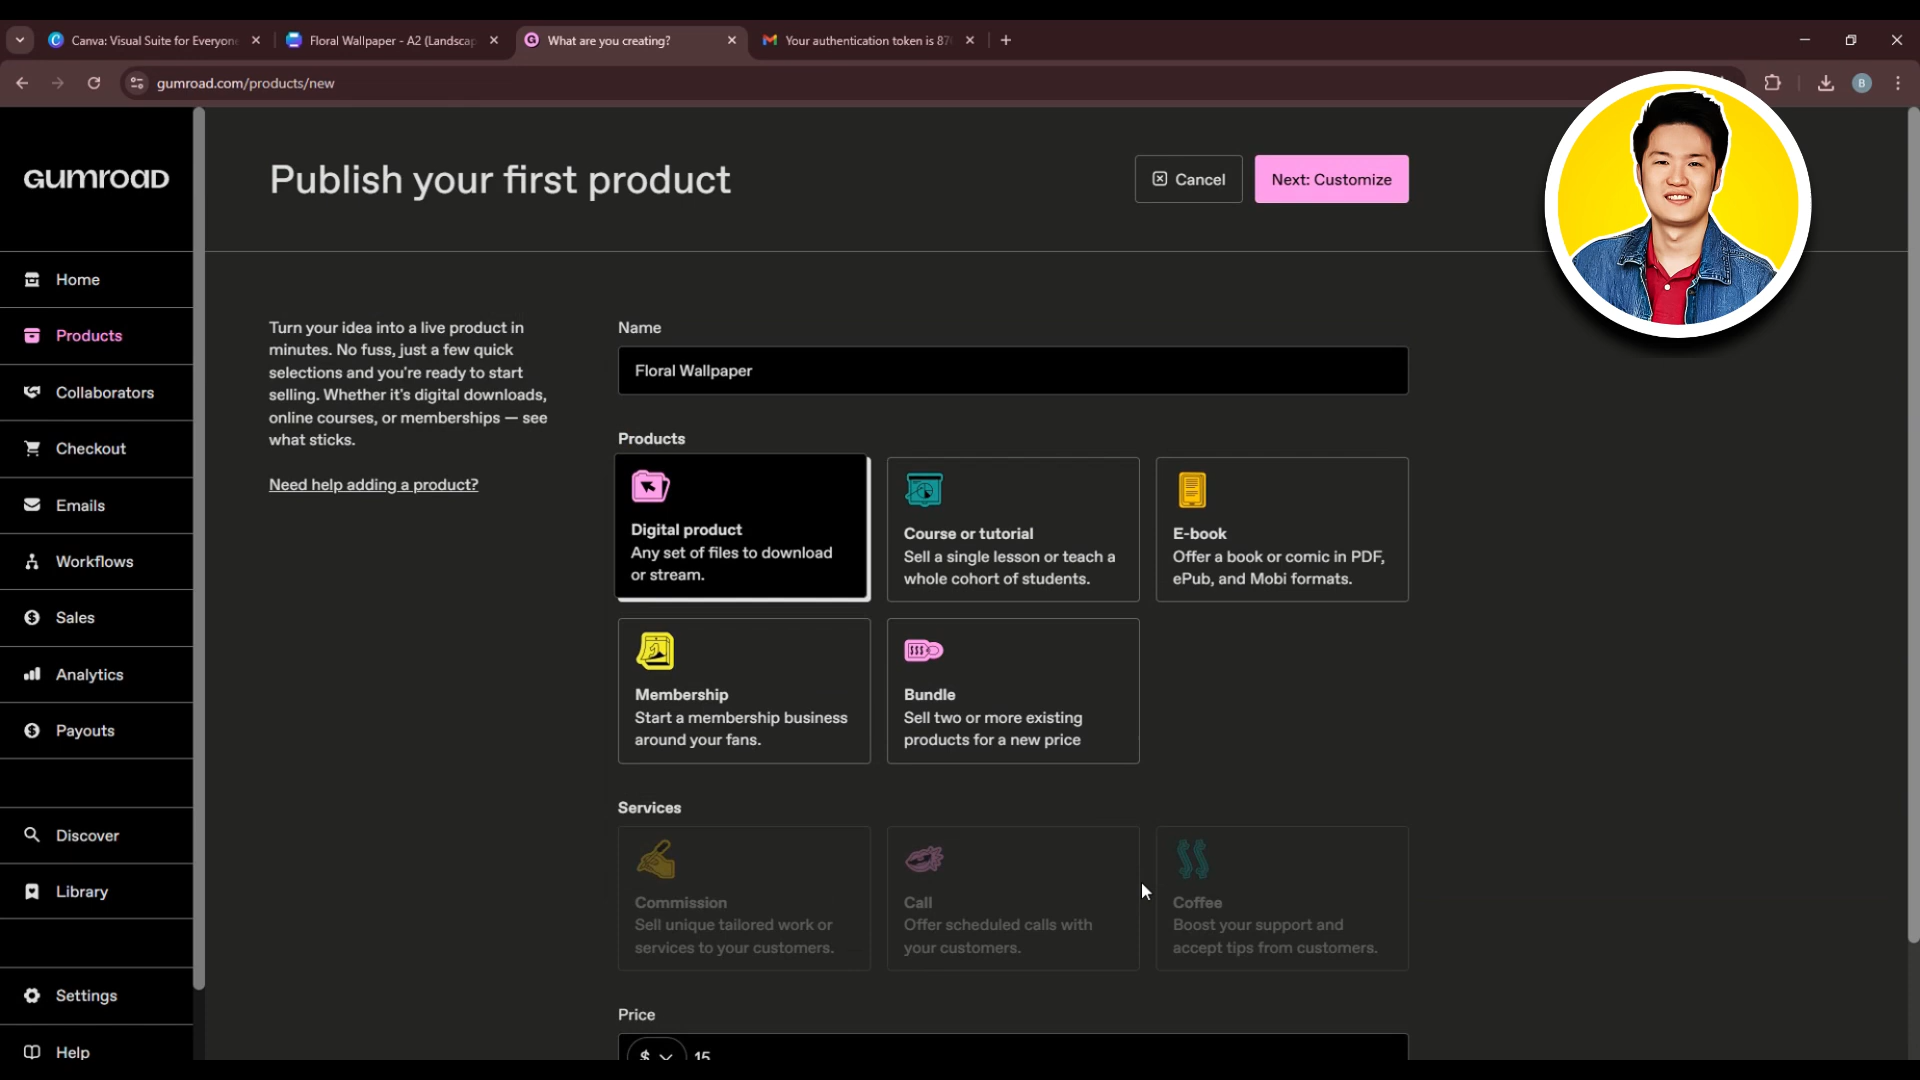 Canva: Visual Suite for Everyone
Floral Wallpaper - A2 (Landscap
What are you creating?
Your authentication token is 87
gumroad.com/products/new
B
GUMROAD
Publish your first product
Cancel
Next: Customize
Home
Products
Collaborators
Checkout
Emails
Workflows
Sales
Analytics
Payouts
Discover
Library
Settings
Help
Turn your idea into a live product in
minutes. No fuss, just a few quick
selections and you're ready to start
selling. Whether it's digital downloads,
online courses, or memberships — see
what sticks.
Need help adding a product?
Name
Floral Wallpaper
Products
Digital product
Any set of files to download
or stream.
Course or tutorial
Sell a single lesson or teach a
whole cohort of students.
E-book
Offer a book or comic in PDF,
ePub, and Mobi formats.
Membership
Start a membership business
around your fans.
Bundle
Sell two or more existing
products for a new price
Services
Commission
Sell unique tailored work or
services to your customers.
Call
Offer scheduled calls with
your customers.
Coffee
Boost your support and
accept tips from customers.
Price
$ 15